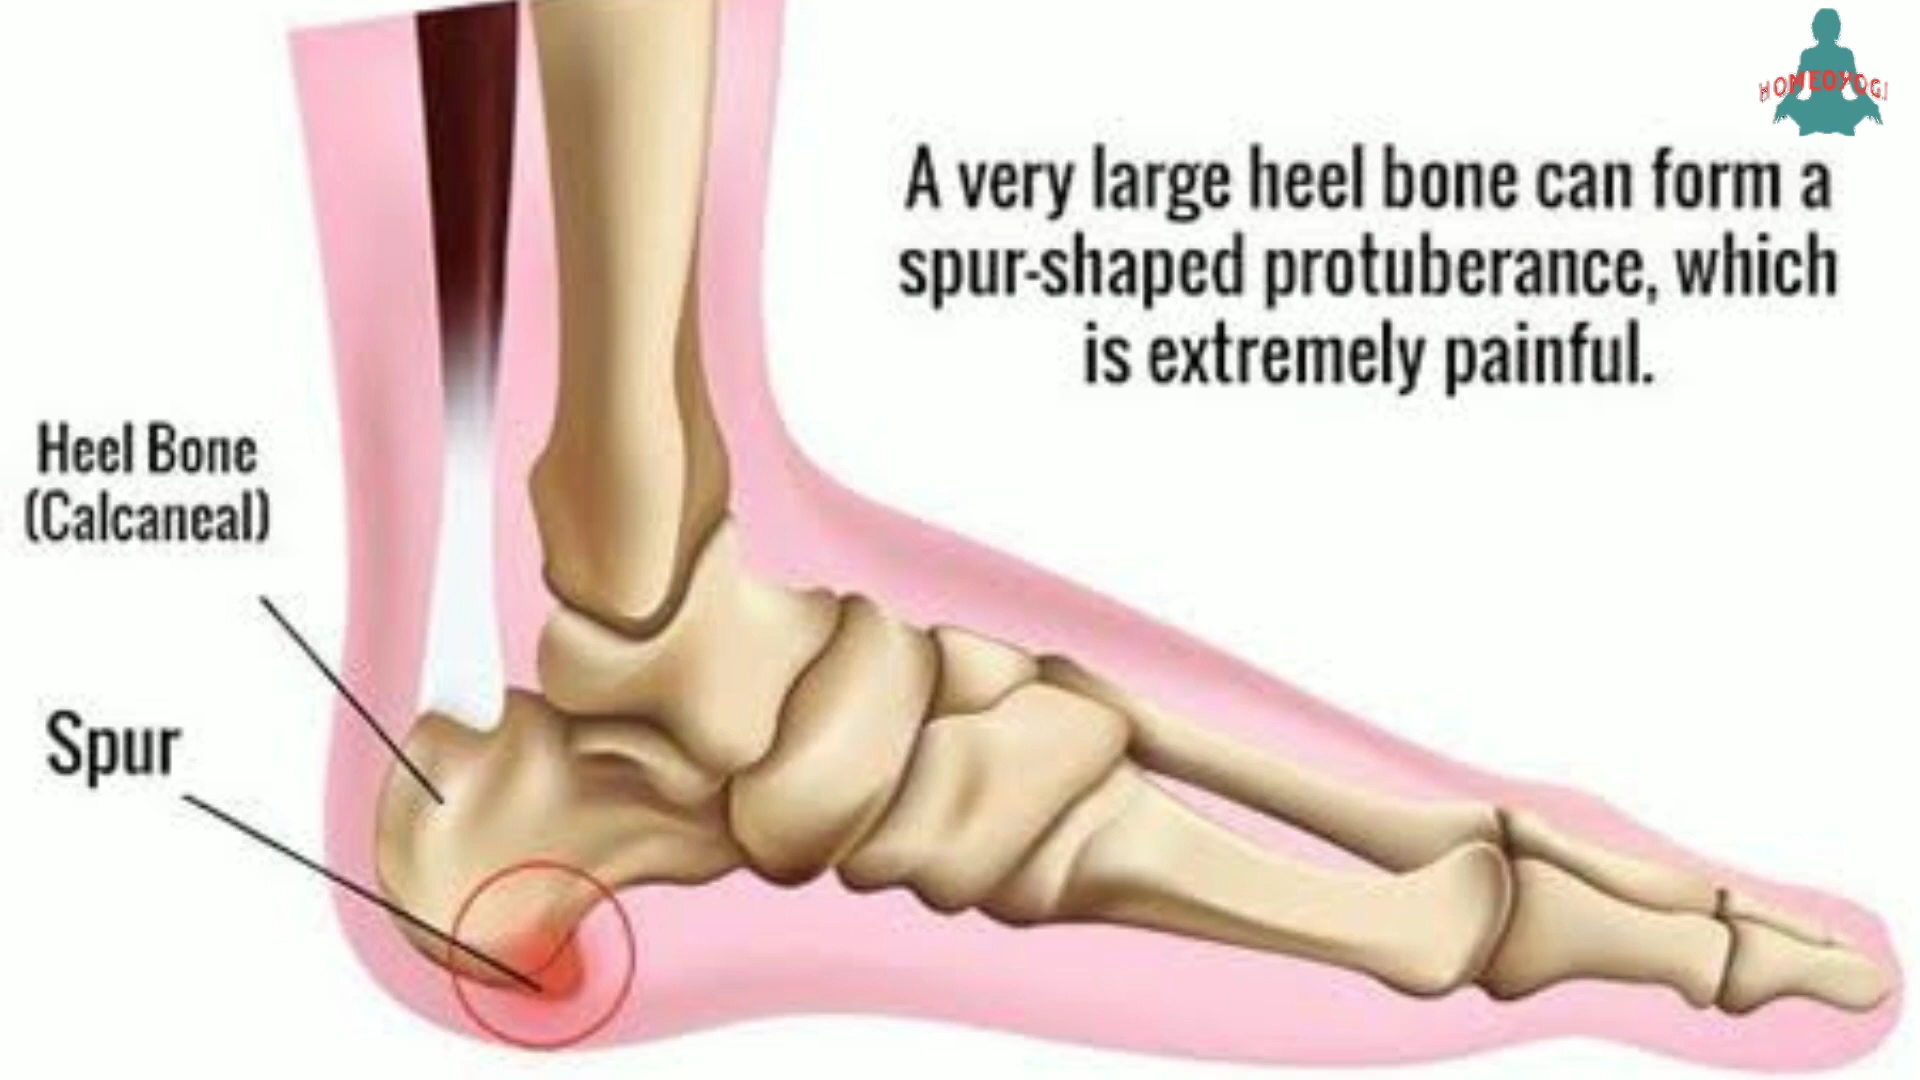 HOMEOYOGI
A very large heel bone can form a
spur-shaped protuberance, which
is extremely painful.
Heel Bone
(Calcaneal)
Spur